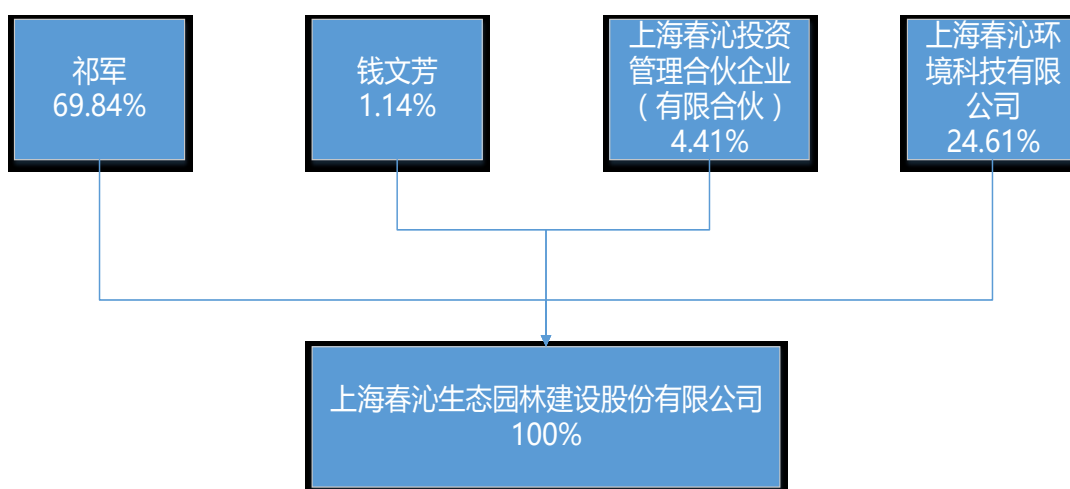 祁军
69.84%
钱文芳
1.14%
上海春沁投资
管理合伙企业
（有限合伙）
4.41%
上海春沁环
境科技有限
公司
24.61%
上海春沁生态园林建设股份有限公司
100%